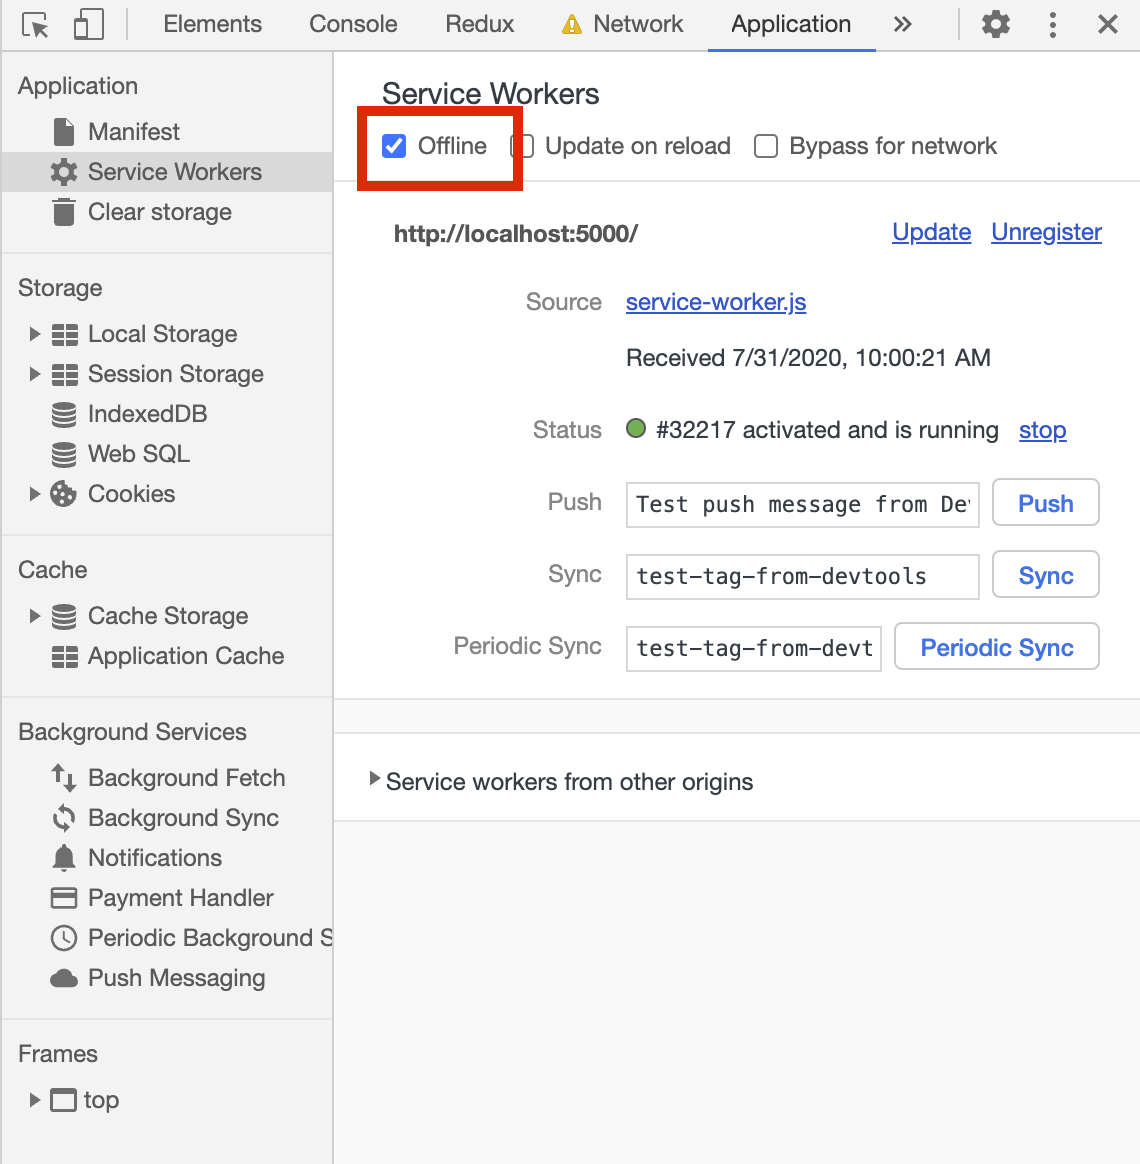 Elements Console Redux Network Application
Application
Manifest
Service Workers
Clear storage
Storage
Local Storage
Session Storage
IndexedDB
Web SQL
Cookies
Cache
Cache Storage
Application Cache
Background Services
Background Fetch
Background Sync
Notifications
Payment Handler
Periodic Background S
Push Messaging
Frames
top
Service Workers
Offline Update on reload Bypass for network
http://localhost:5000/ Update Unregister
Source service-worker.js
Received 7/31/2020, 10:00:21 AM
Status #32217 activated and is running stop
Push Test push message from De Push
Sync test-tag-from-devtools Sync
Periodic Sync test-tag-from-devt Periodic Sync
Service workers from other origins